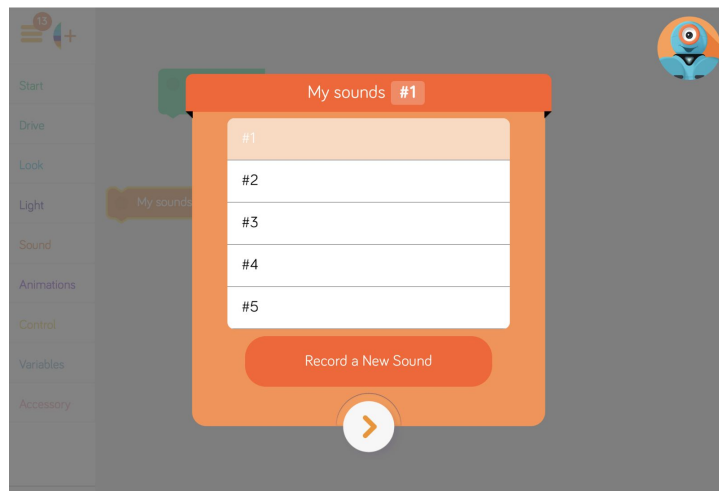 13
+
Start
Drive
Look
Light
Sound
Animations
Control
Variables
Accessory
My sounds
My sounds #1
#1
#2
#3
#4
#5
Record a New Sound